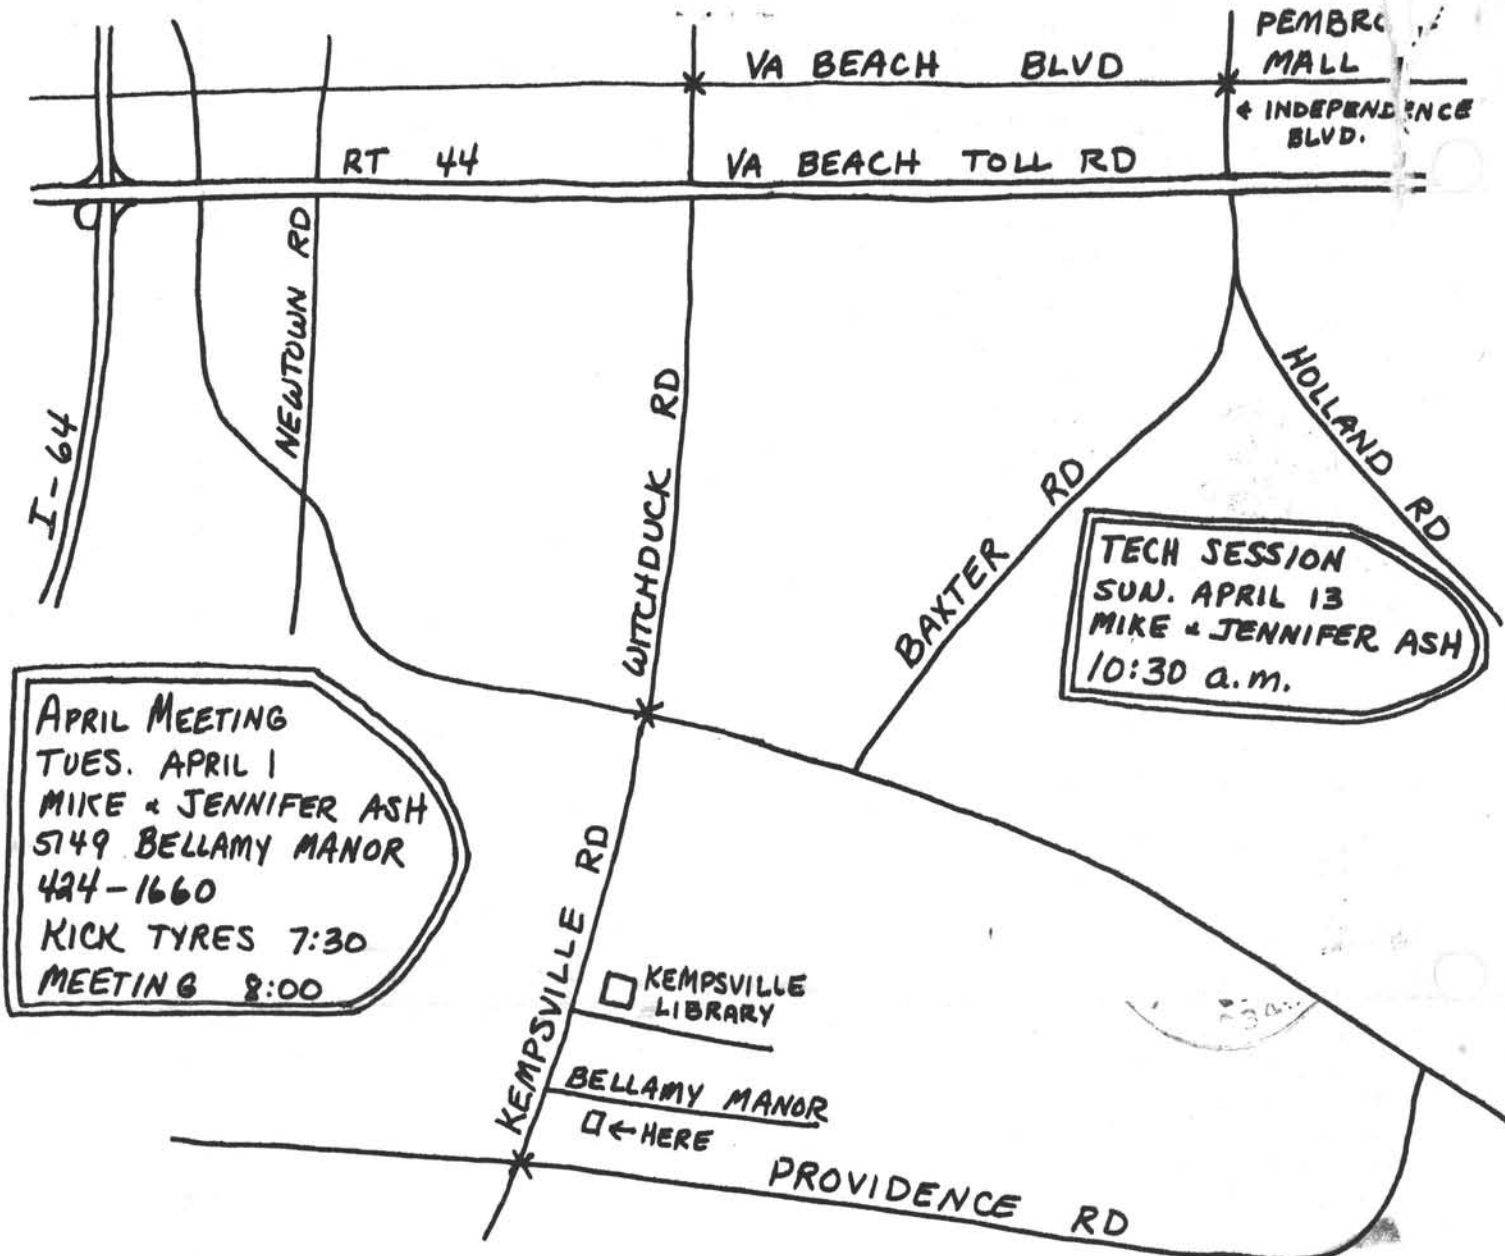 PEMBRO
MALL
VA BEACH BLVD
← INDEPENDENCE
BLVD.
RT 44
VA BEACH TOLL RD
NEWTOWN RD
I-64
WITCHDUCK RD
HOLLAND RD
BAXTER RD
TECH SESSION
SUN. APRIL 13
MIKE & JENNIFER ASH
10:30 a.m.
APRIL MEETING
TUES. APRIL 1
MIKE & JENNIFER ASH
5149 BELLAMY MANOR
424-1660
KICK TYRES 7:30
MEETING 8:00
KEMPSVILLE RD
KEMPSVILLE
LIBRARY
BELLAMY MANOR
← HERE
PROVIDENCE RD